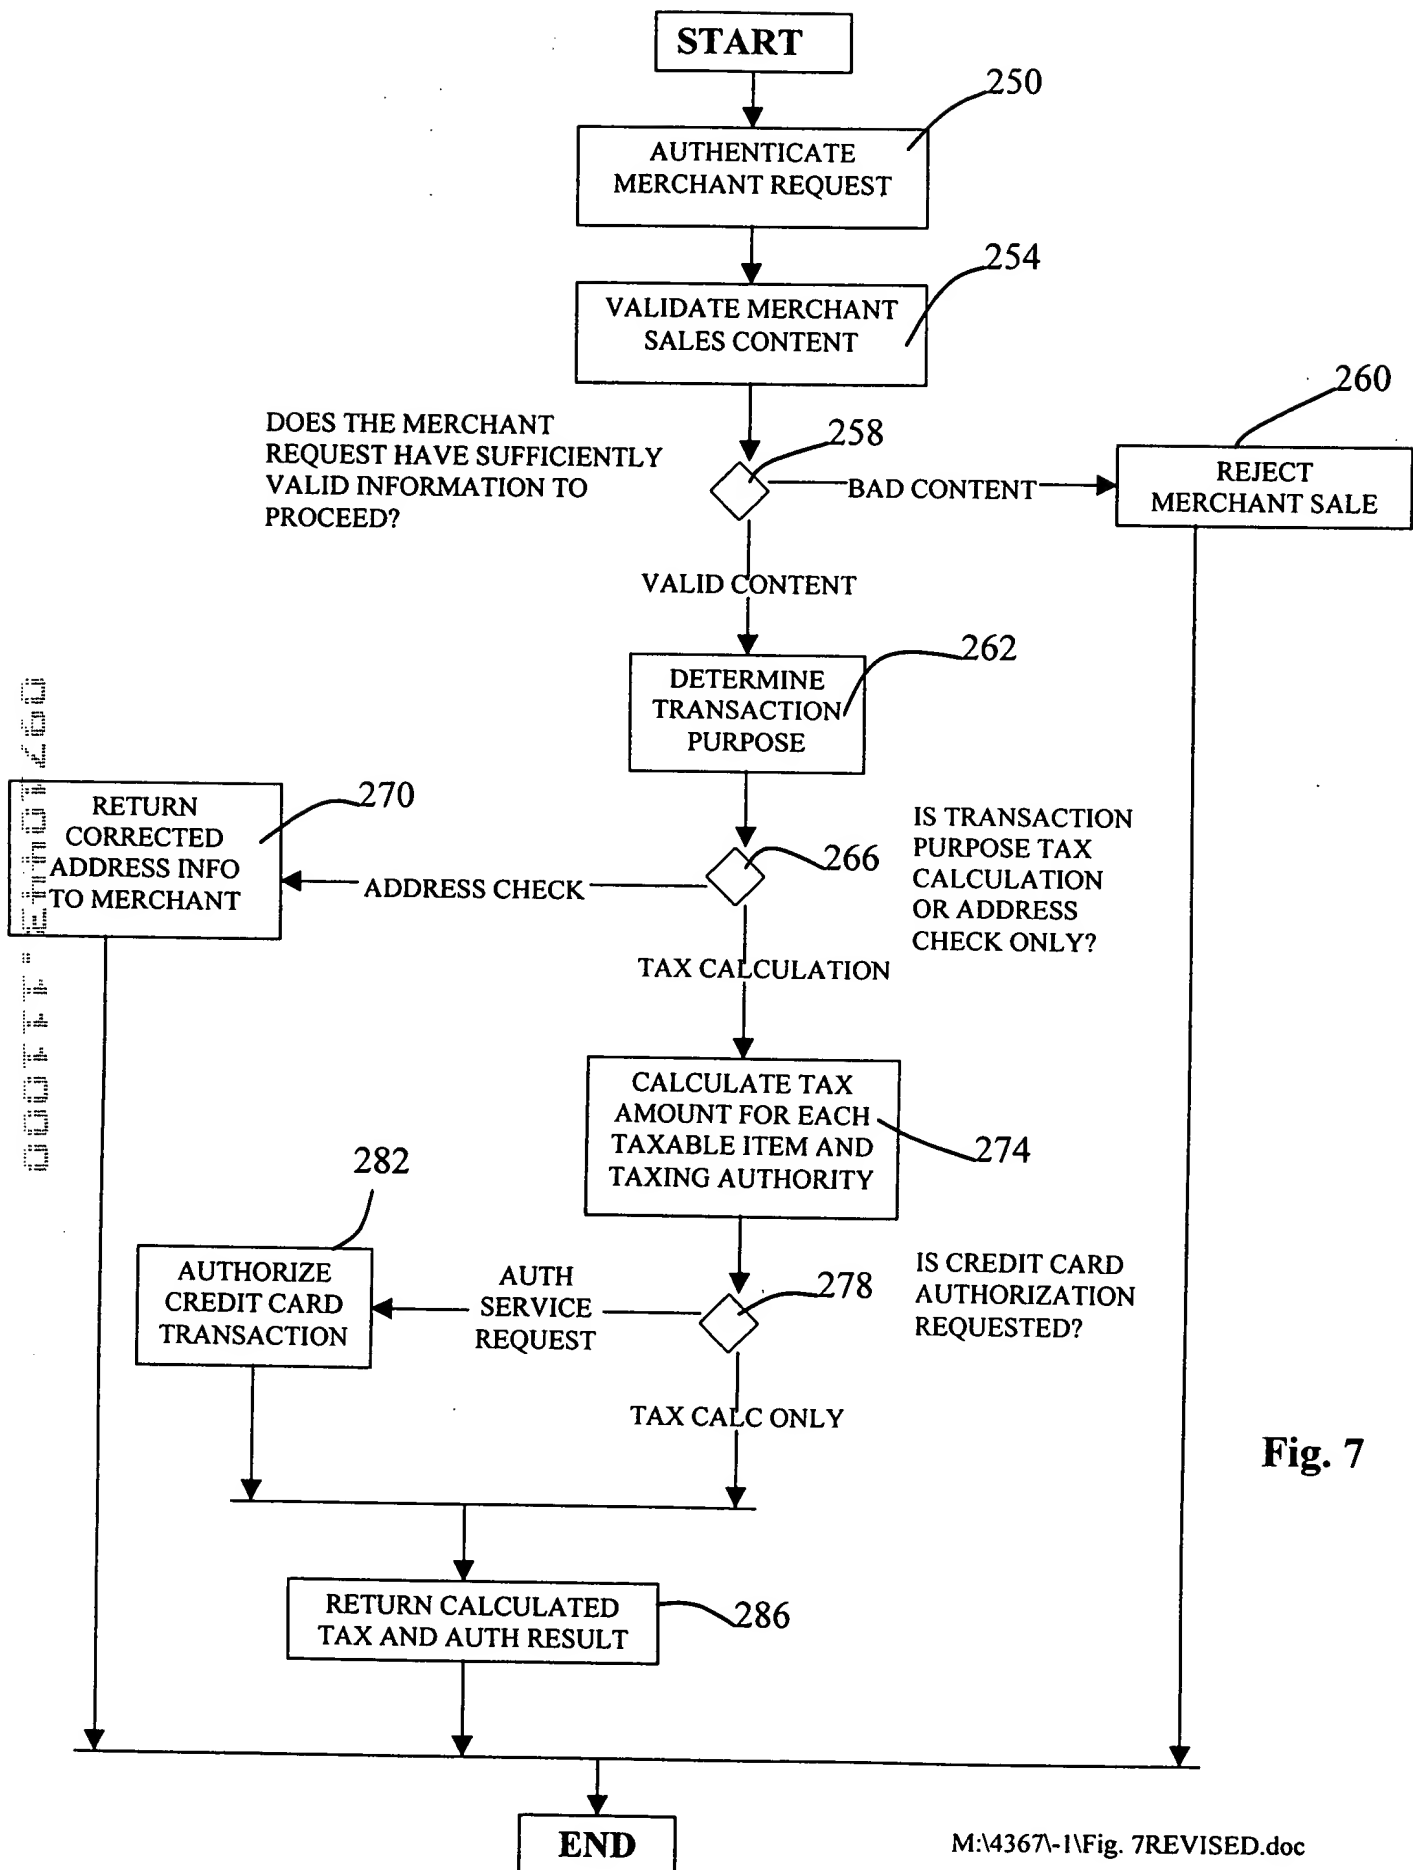 START
250
AUTHENTICATE
MERCHANT REQUEST
254
VALIDATE MERCHANT
SALES CONTENT
260
DOES THE MERCHANT
REQUEST HAVE SUFFICIENTLY
VALID INFORMATION TO
PROCEED?
258
BAD CONTENT
REJECT
MERCHANT SALE
VALID CONTENT
262
DETERMINE
TRANSACTION
PURPOSE
270
RETURN
CORRECTED
ADDRESS INFO
TO MERCHANT
ADDRESS CHECK
266
IS TRANSACTION
PURPOSE TAX
CALCULATION
OR ADDRESS
CHECK ONLY?
TAX CALCULATION
CALCULATE TAX
AMOUNT FOR EACH
TAXABLE ITEM AND
TAXING AUTHORITY
274
282
AUTHORIZE
CREDIT CARD
TRANSACTION
AUTH
SERVICE
REQUEST
278
IS CREDIT CARD
AUTHORIZATION
REQUESTED?
TAX CALC ONLY
Fig. 7
RETURN CALCULATED
TAX AND AUTH RESULT
286
END
M:\4367\-1\Fig. 7REVISED.doc